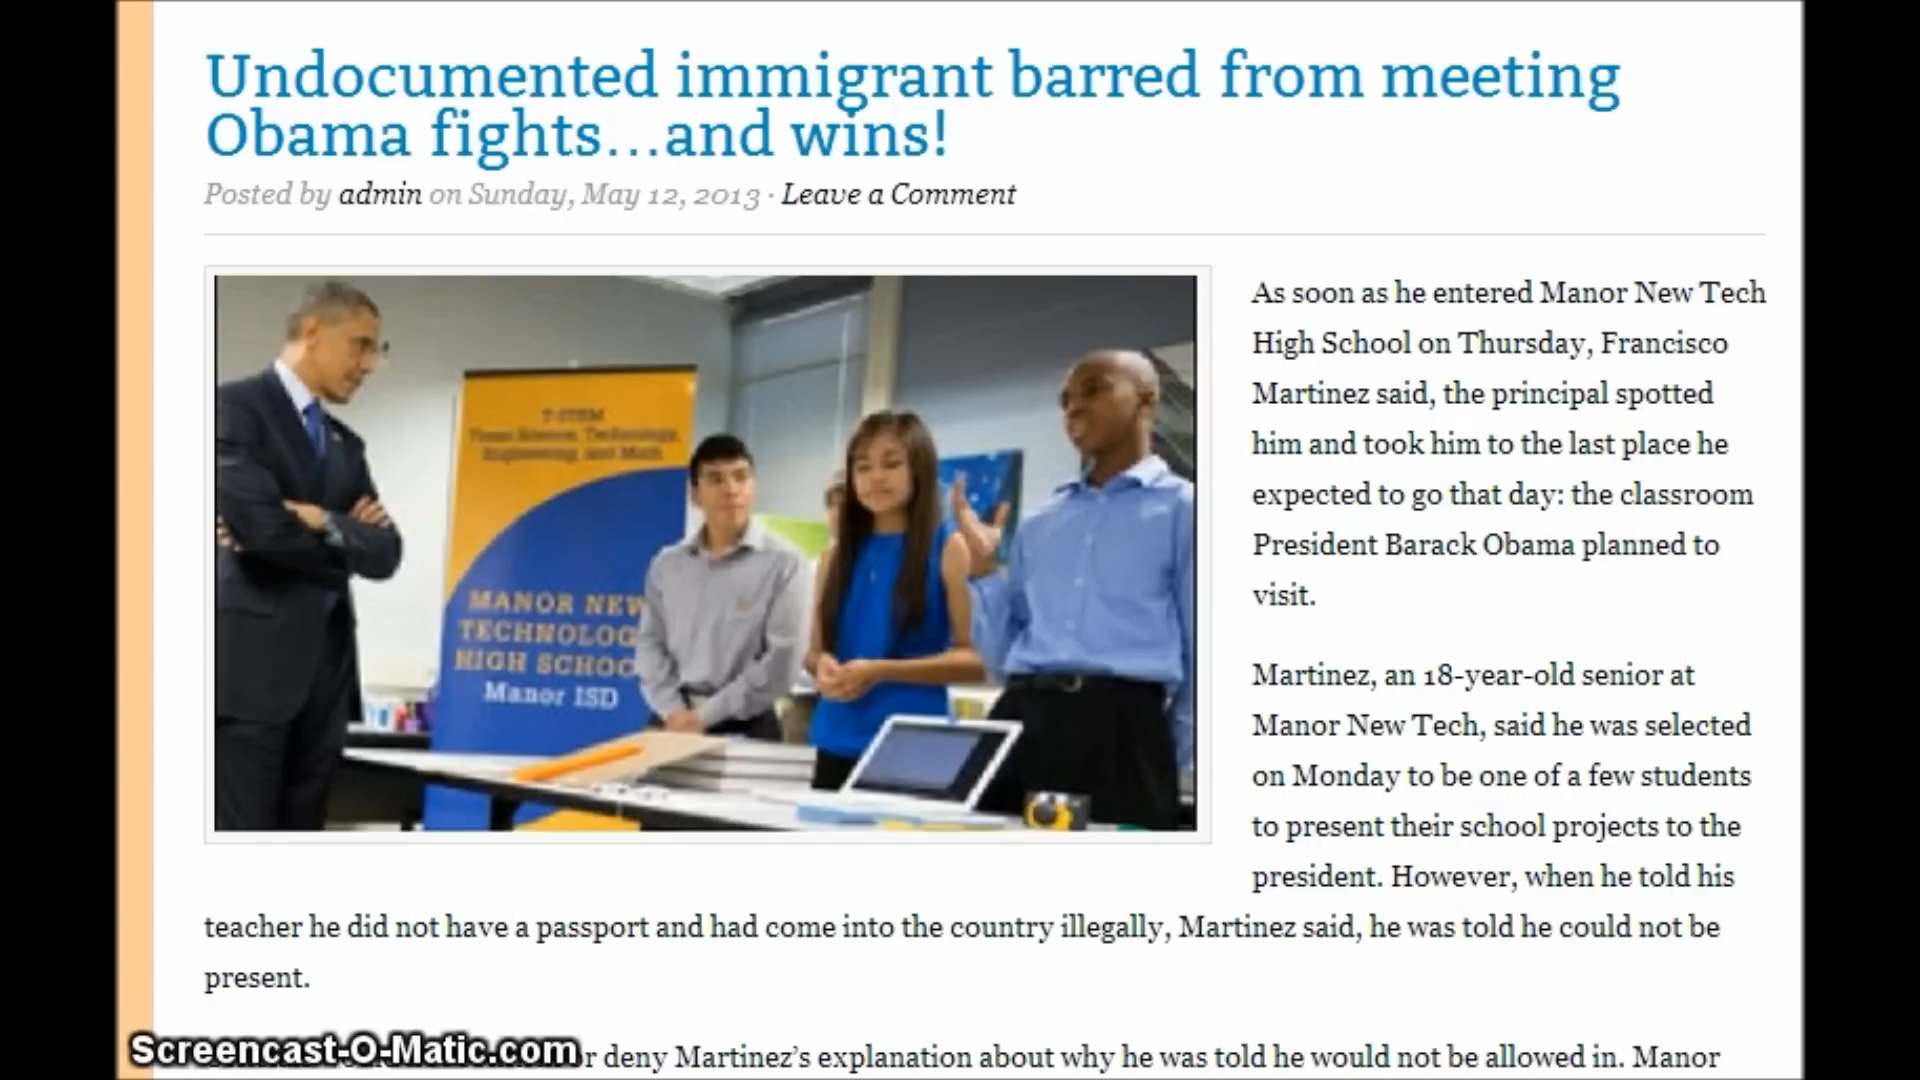 Undocumented immigrant barred from meeting
Obama fights…and wins!
Posted by admin on Sunday, May 12, 2013 · Leave a Comment
T-STEM
Texas Science, Technology,
Engineering, and Math
MANOR NEW
TECHNOLOG
HIGH SCHOO
Manor ISD
As soon as he entered Manor New Tech
High School on Thursday, Francisco
Martinez said, the principal spotted
him and took him to the last place he
expected to go that day: the classroom
President Barack Obama planned to
visit.
Martinez, an 18-year-old senior at
Manor New Tech, said he was selected
on Monday to be one of a few students
to present their school projects to the
president. However, when he told his
teacher he did not have a passport and had come into the country illegally, Martinez said, he was told he could not be
present.
Screencast-O-Matic.com
r deny Martinez’s explanation about why he was told he would not be allowed in. Manor